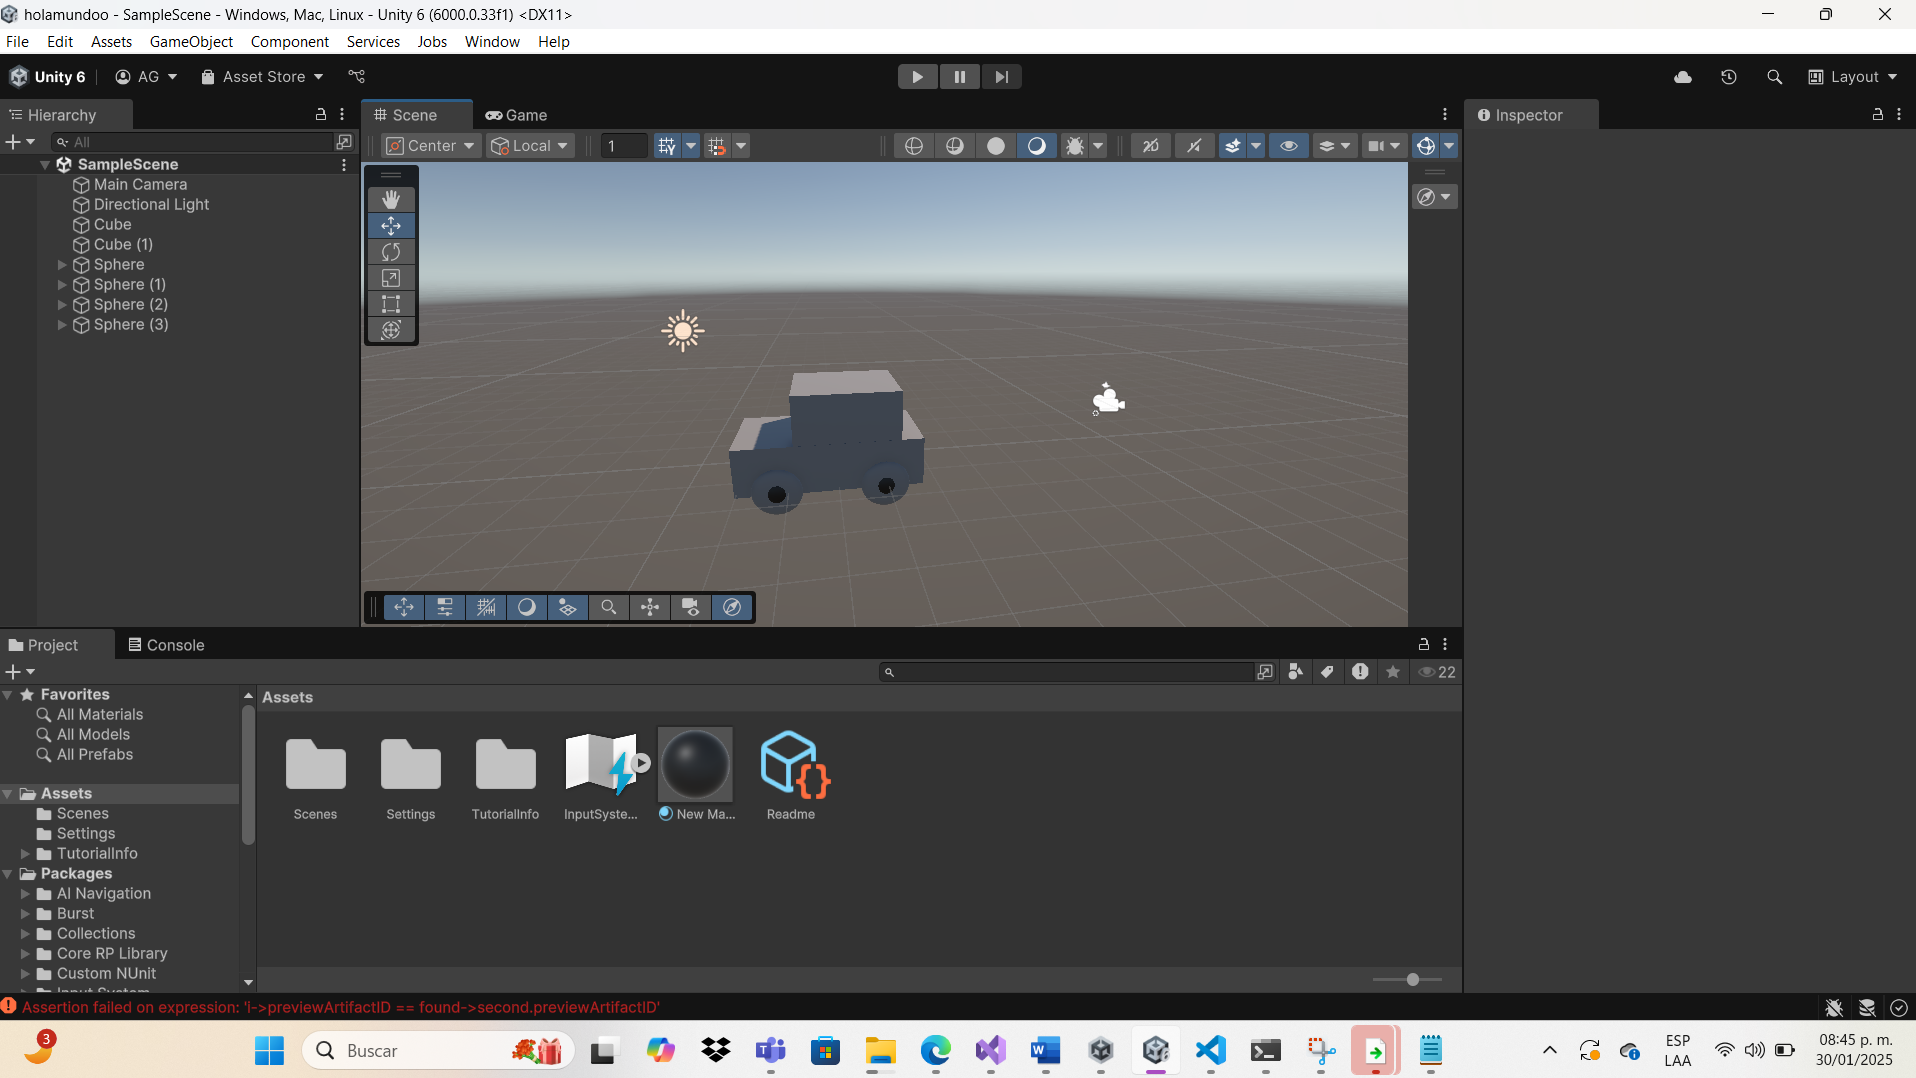 holamundoo - SampleScene - Windows, Mac, Linux - Unity 6 (6000.0.33f1) <DX11>
File Edit Assets GameObject Component Services Jobs Window Help
Unity 6 AG Asset Store Layout
Hierarchy
All
SampleScene
Main Camera
Directional Light
Cube
Cube (1)
Sphere
Sphere (1)
Sphere (2)
Sphere (3)
Scene Game
Center Local 1 2D
Inspector
Project Console
22
Favorites
All Materials
All Models
All Prefabs
Assets
Scenes
Settings
TutorialInfo
Packages
AI Navigation
Burst
Collections
Core RP Library
Custom NUnit
Input System
Assets
Scenes Settings TutorialInfo InputSyste... New Ma... Readme
Assertion failed on expression: 'i->previewArtifactID == found->second.previewArtifactID'
3
Buscar
ESP
LAA
08:45 p. m.
30/01/2025